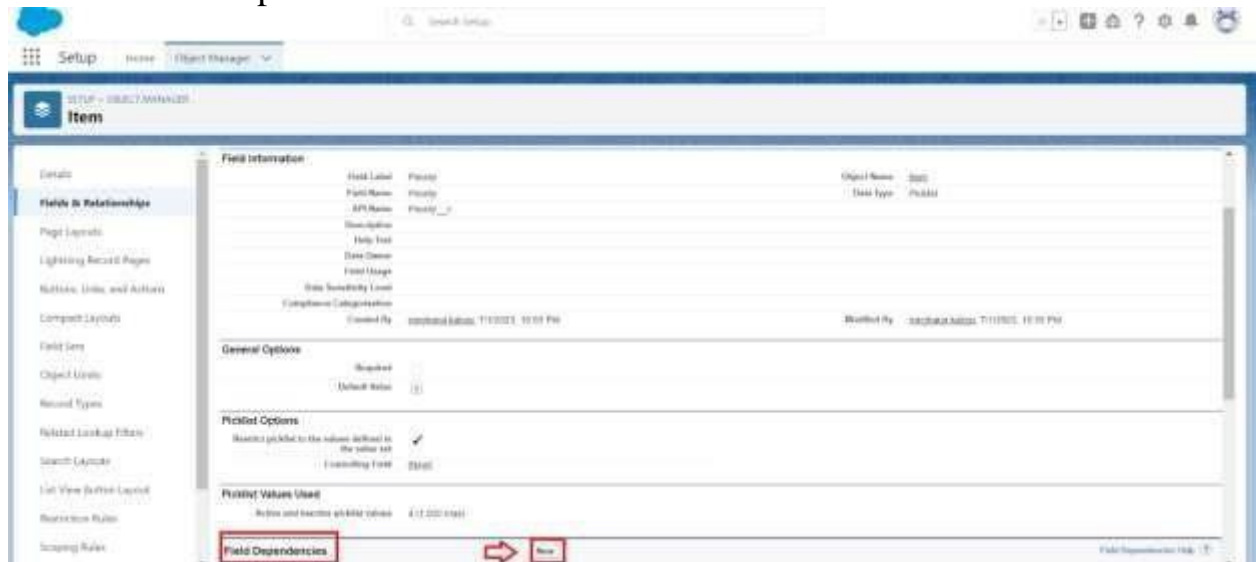 Search Setup
Setup Home Object Manager
SETUP > OBJECT MANAGER
Item
Details
Fields & Relationships
Page Layouts
Lightning Record Pages
Buttons, Links, and Actions
Compact Layouts
Field Sets
Object Limits
Record Types
Related Lookup Filters
Search Layouts
List View Button Layout
Restriction Rules
Scoping Rules
Field Information
Field Label Priority
Object Name Item
Field Name Priority
Data Type Picklist
API Name Priority__c
Description
Help Text
Data Owner
Field Usage
Data Sensitivity Level
Compliance Categorization
Created By
Modified By
General Options
Required
Default Value
Picklist Options
Restrict picklist to the values defined in
the value set
Controlling Field [New]
Picklist Values Used
Active and inactive picklist values
Field Dependencies New
Field Dependencies Help ?